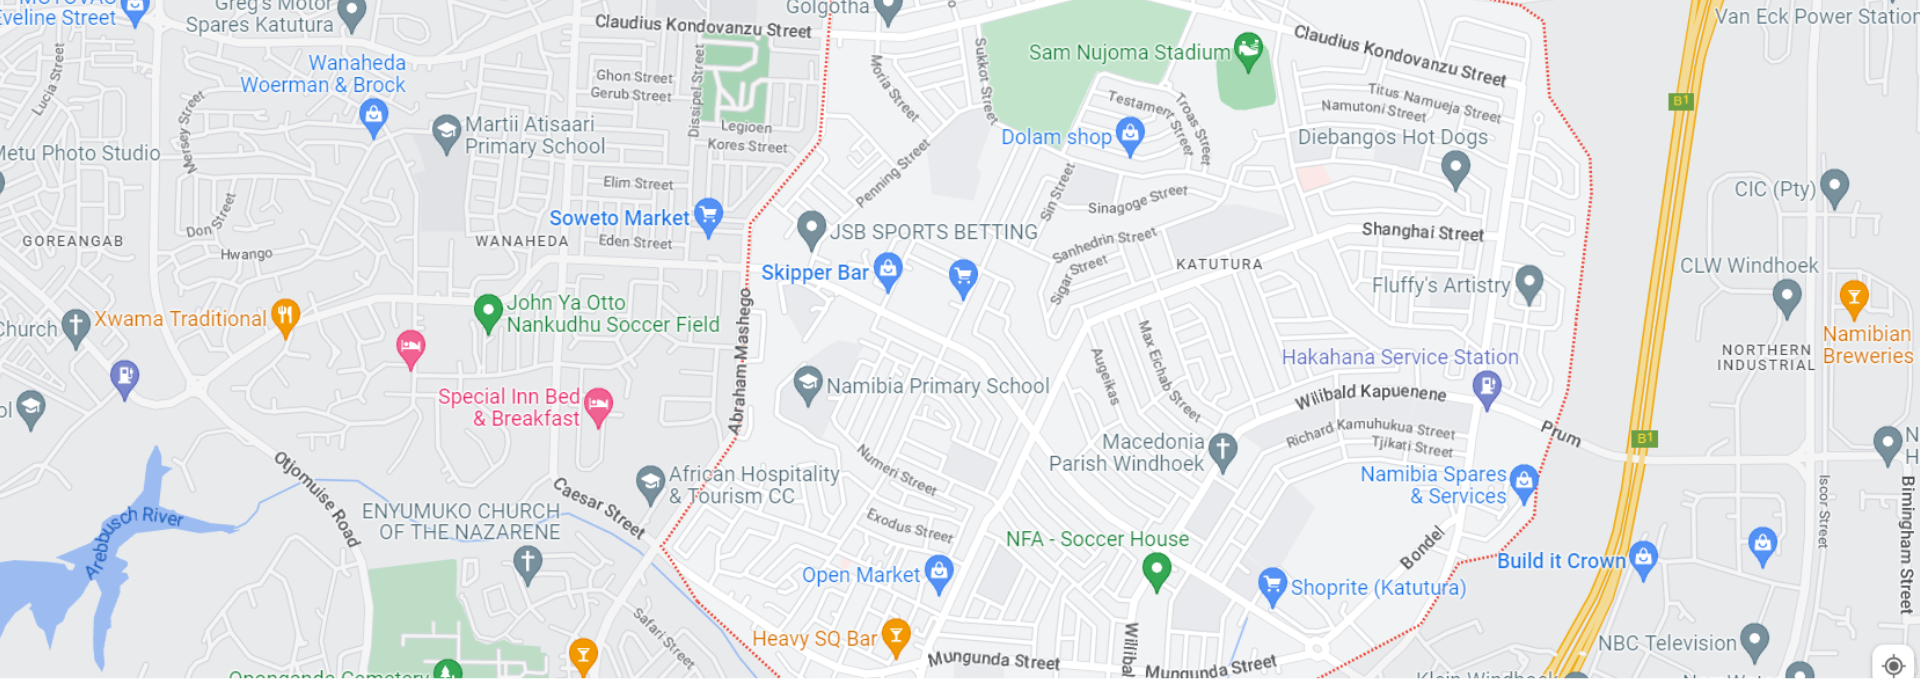 Eveline Street
Greg's Motor
Spares Katutura
Claudius Kondovanzu Street
Golgotha
Sam Nujoma Stadium
Claudius Kondovanzu Street
Van Eck Power Station
Lucia Street
Wanaheda
Woerman & Brock
Ghon Street
Gerub Street
Dissipel Street
Moria Street
Sukkot Street
Titus Namueja Street
Namutoni Street
B1
Mersey Street
Martii Atisaari
Primary School
Legioen
Kores Street
Testament Street
Troas Street
Dolam shop
Diebangos Hot Dogs
Metu Photo Studio
Penning Street
Elim Street
Sin Street
Sinagoge Street
CIC (Pty)
Don Street
Soweto Market
Eden Street
JSB SPORTS BETTING
Sanhedrin Street
Shanghai Street
GOREANGAB
WANAHEDA
Hwango
Skipper Bar
Sigar Street
KATUTURA
CLW Windhoek
Fluffy's Artistry
John Ya Otto
Nankudhu Soccer Field
Xwama Traditional
Church
Abraham-Mashego
Max Eichab Street
Augeikas
Hakahana Service Station
NORTHERN
INDUSTRIAL
Namibian
Breweries
Special Inn Bed
& Breakfast
Namibia Primary School
Wilibald Kapuenene
Richard Kamuhukua Street
Tjikati Street
Prum
B1
Macedonia
Parish Windhoek
Otjomuise Road
Caesar Street
African Hospitality
& Tourism CC
Numeri Street
Namibia Spares
& Services
Iscor Street
Bimingham Street
Arebbusch River
ENYUMUKO CHURCH
OF THE NAZARENE
Exodus Street
NFA - Soccer House
Bondel
Open Market
Shoprite (Katutura)
Build it Crown
Safari Street
Heavy SQ Bar
Mungunda Street
Mungunda Street
NBC Television